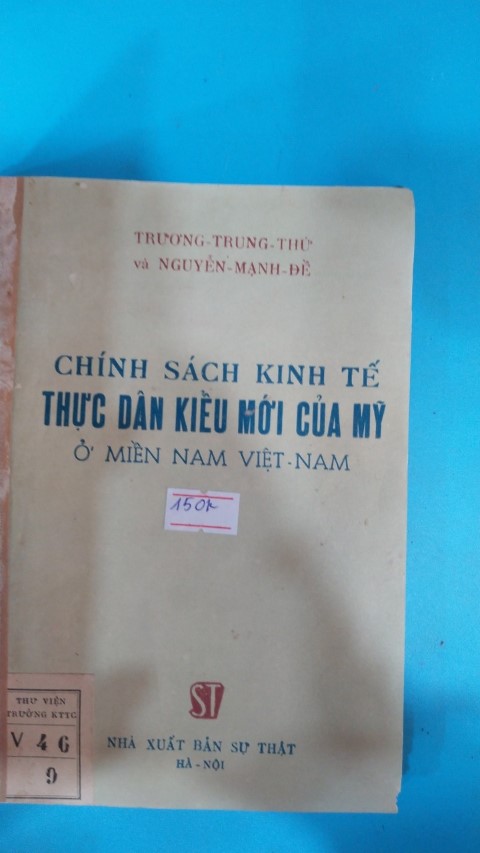 TRƯƠNG-TRUNG-THỨ
và NGUYỄN-MẠNH-ĐỀ
CHÍNH SÁCH KINH TẾ
THỰC DÂN KIỂU MỚI CỦA MỸ
Ở MIỀN NAM VIỆT-NAM
150k
ST
THƯ VIỆN
TRƯỜNG KTTC
V 46
9
NHÀ XUẤT BẢN SỰ THẬT
HÀ-NỘI